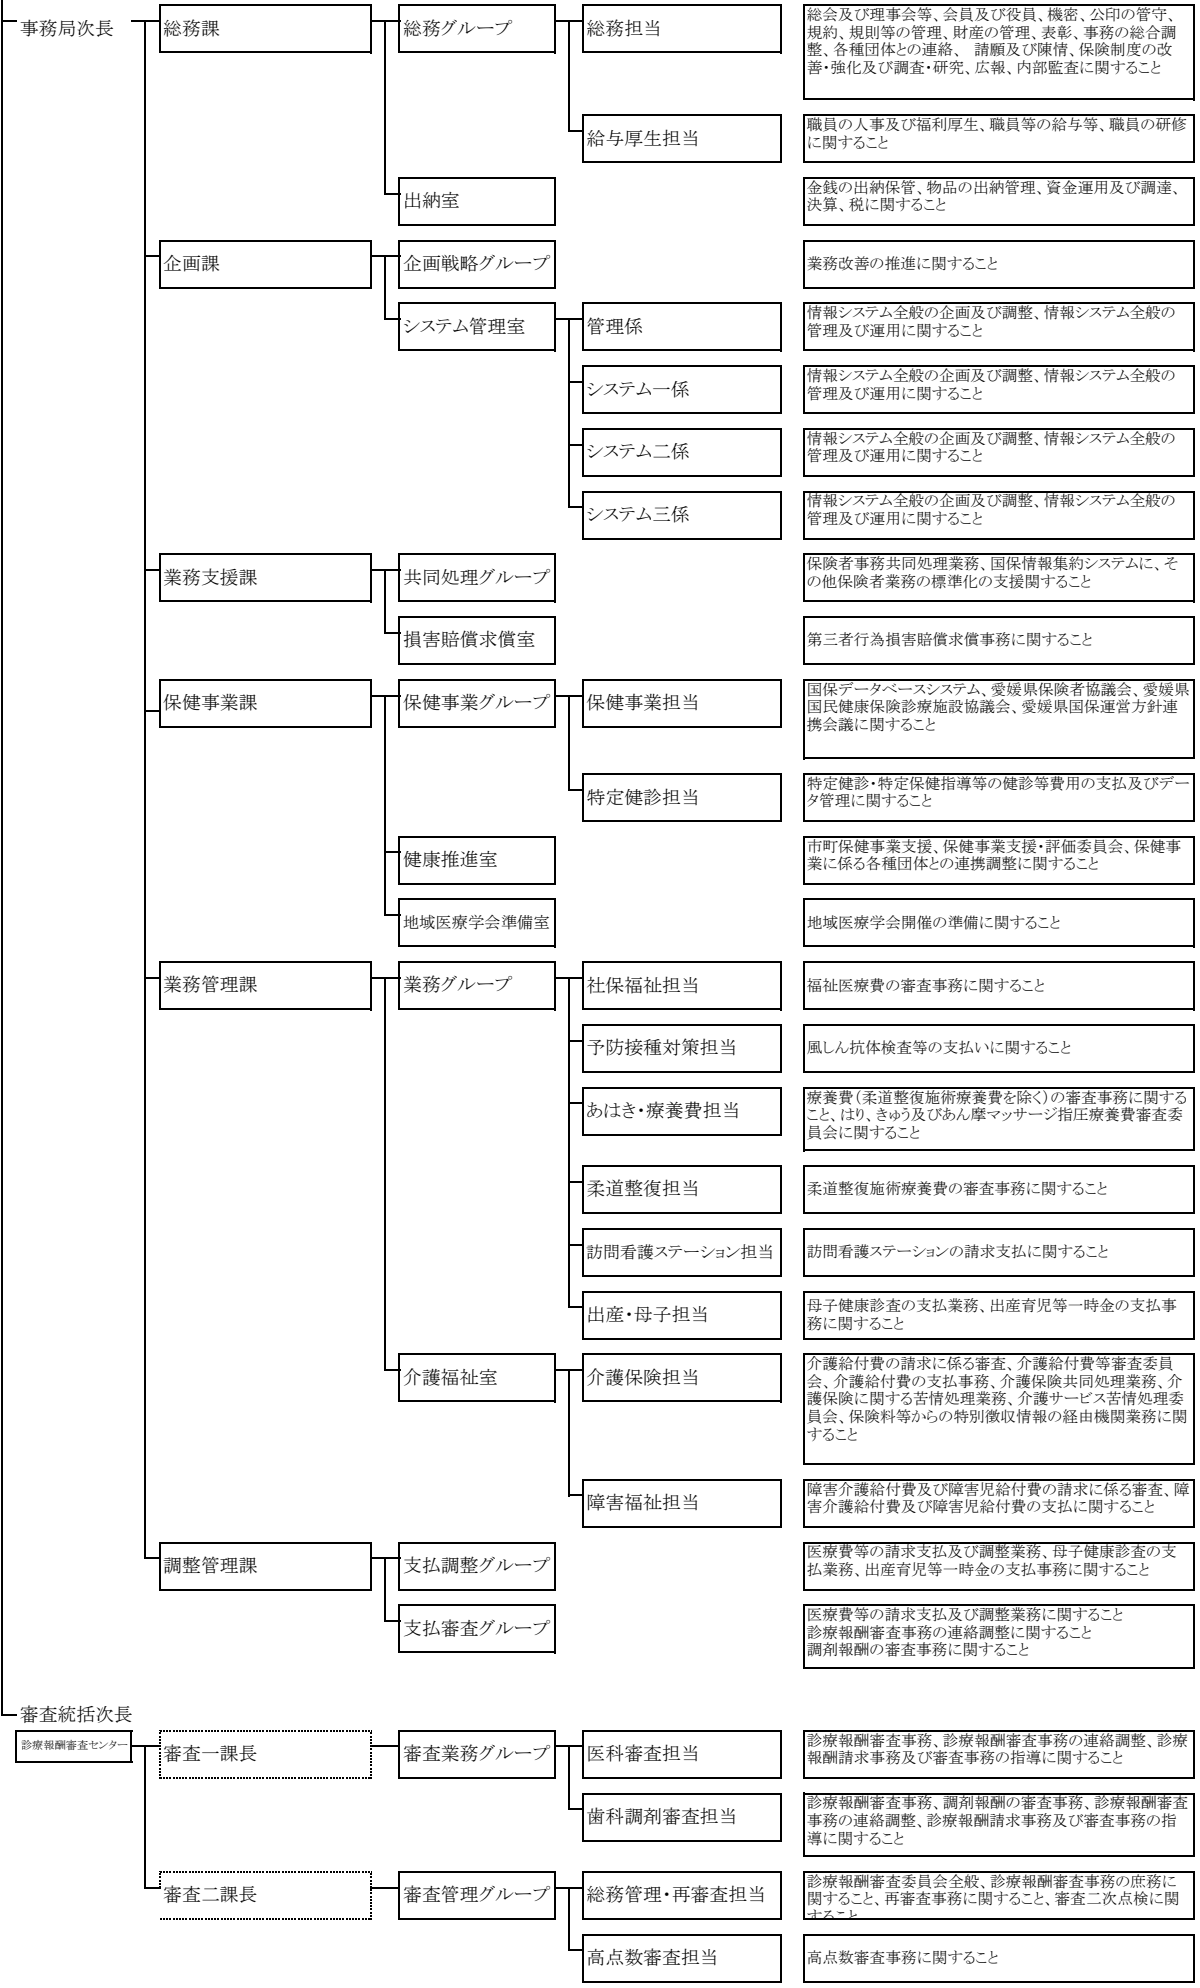 事務局次長
総務課
総務グループ
総務担当
総会及び理事会等、会員及び役員、機密、公印の管守、
規約、規則等の管理、財産の管理、表彰、事務の総合調
整、各種団体との連絡、 請願及び陳情、保険制度の改
善・強化及び調査・研究、広報、内部監査に関すること
給与厚生担当
職員の人事及び福利厚生、職員等の給与等、職員の研修
に関すること
出納室
金銭の出納保管、物品の出納管理、資金運用及び調達、
決算、税に関すること
企画課
企画戦略グループ
業務改善の推進に関すること
システム管理室
管理係
情報システム全般の企画及び調整、情報システム全般の
管理及び運用に関すること
システム一係
情報システム全般の企画及び調整、情報システム全般の
管理及び運用に関すること
システム二係
情報システム全般の企画及び調整、情報システム全般の
管理及び運用に関すること
システム三係
情報システム全般の企画及び調整、情報システム全般の
管理及び運用に関すること
業務支援課
共同処理グループ
保険者事務共同処理業務、国保情報集約システムに、そ
の他保険者業務の標準化の支援関すること
損害賠償求償室
第三者行為損害賠償求償事務に関すること
保健事業課
保健事業グループ
保健事業担当
国保データベースシステム、愛媛県保険者協議会、愛媛県
国民健康保険診療施設協議会、愛媛県国保運営方針連
携会議に関すること
特定健診担当
特定健診・特定保健指導等の健診等費用の支払及びデー
タ管理に関すること
健康推進室
市町保健事業支援、保健事業支援・評価委員会、保健事
業に係る各種団体との連携調整に関すること
地域医療学会準備室
地域医療学会開催の準備に関すること
業務管理課
業務グループ
社保福祉担当
福祉医療費の審査事務に関すること
予防接種対策担当
風しん抗体検査等の支払いに関すること
あはき・療養費担当
療養費（柔道整復施術療養費を除く）の審査事務に関する
こと、はり、きゅう及びあん摩マッサージ指圧療養費審査委
員会に関すること
柔道整復担当
柔道整復施術療養費の審査事務に関すること
訪問看護ステーション担当
訪問看護ステーションの請求支払に関すること
出産・母子担当
母子健康診査の支払業務、出産育児等一時金の支払事
務に関すること
介護福祉室
介護保険担当
介護給付費の請求に係る審査、介護給付費等審査委員
会、介護給付費の支払事務、介護保険共同処理業務、介
護保険に関する苦情処理業務、介護サービス苦情処理委
員会、保険料等からの特別徴収情報の経由機関業務に関
すること
障害福祉担当
障害介護給付費及び障害児給付費の請求に係る審査、障
害介護給付費及び障害児給付費の支払に関すること
調整管理課
支払調整グループ
医療費等の請求支払及び調整業務、母子健康診査の支
払業務、出産育児等一時金の支払事務に関すること
支払審査グループ
医療費等の請求支払及び調整業務に関すること
診療報酬審査事務の連絡調整に関すること
調剤報酬の審査事務に関すること
審査統括次長
診療報酬審査センター
審査一課長
審査業務グループ
医科審査担当
診療報酬審査事務、診療報酬審査事務の連絡調整、診療
報酬請求事務及び審査事務の指導に関すること
歯科調剤審査担当
診療報酬審査事務、調剤報酬の審査事務、診療報酬審査
事務の連絡調整、診療報酬請求事務及び審査事務の指
導に関すること
審査二課長
審査管理グループ
総務管理・再審査担当
診療報酬審査委員会全般、診療報酬審査事務の庶務に
関すること、再審査事務に関すること、審査二次点検に関
すること
高点数審査担当
高点数審査事務に関すること